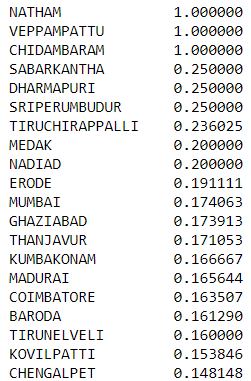 NATHAM 1.000000
VEPPAMPATTU 1.000000
CHIDAMBARAM 1.000000
SABARKANTHA 0.250000
DHARMAPURI 0.250000
SRIPERUMBUDUR 0.250000
TIRUCHIRAPPALLI 0.236025
MEDAK 0.200000
NADIAD 0.200000
ERODE 0.191111
MUMBAI 0.174063
GHAZIABAD 0.173913
THANJAVUR 0.171053
KUMBAKONAM 0.166667
MADURAI 0.165644
COIMBATORE 0.163507
BARODA 0.161290
TIRUNELVELI 0.160000
KOVILPATTI 0.153846
CHENGALPET 0.148148